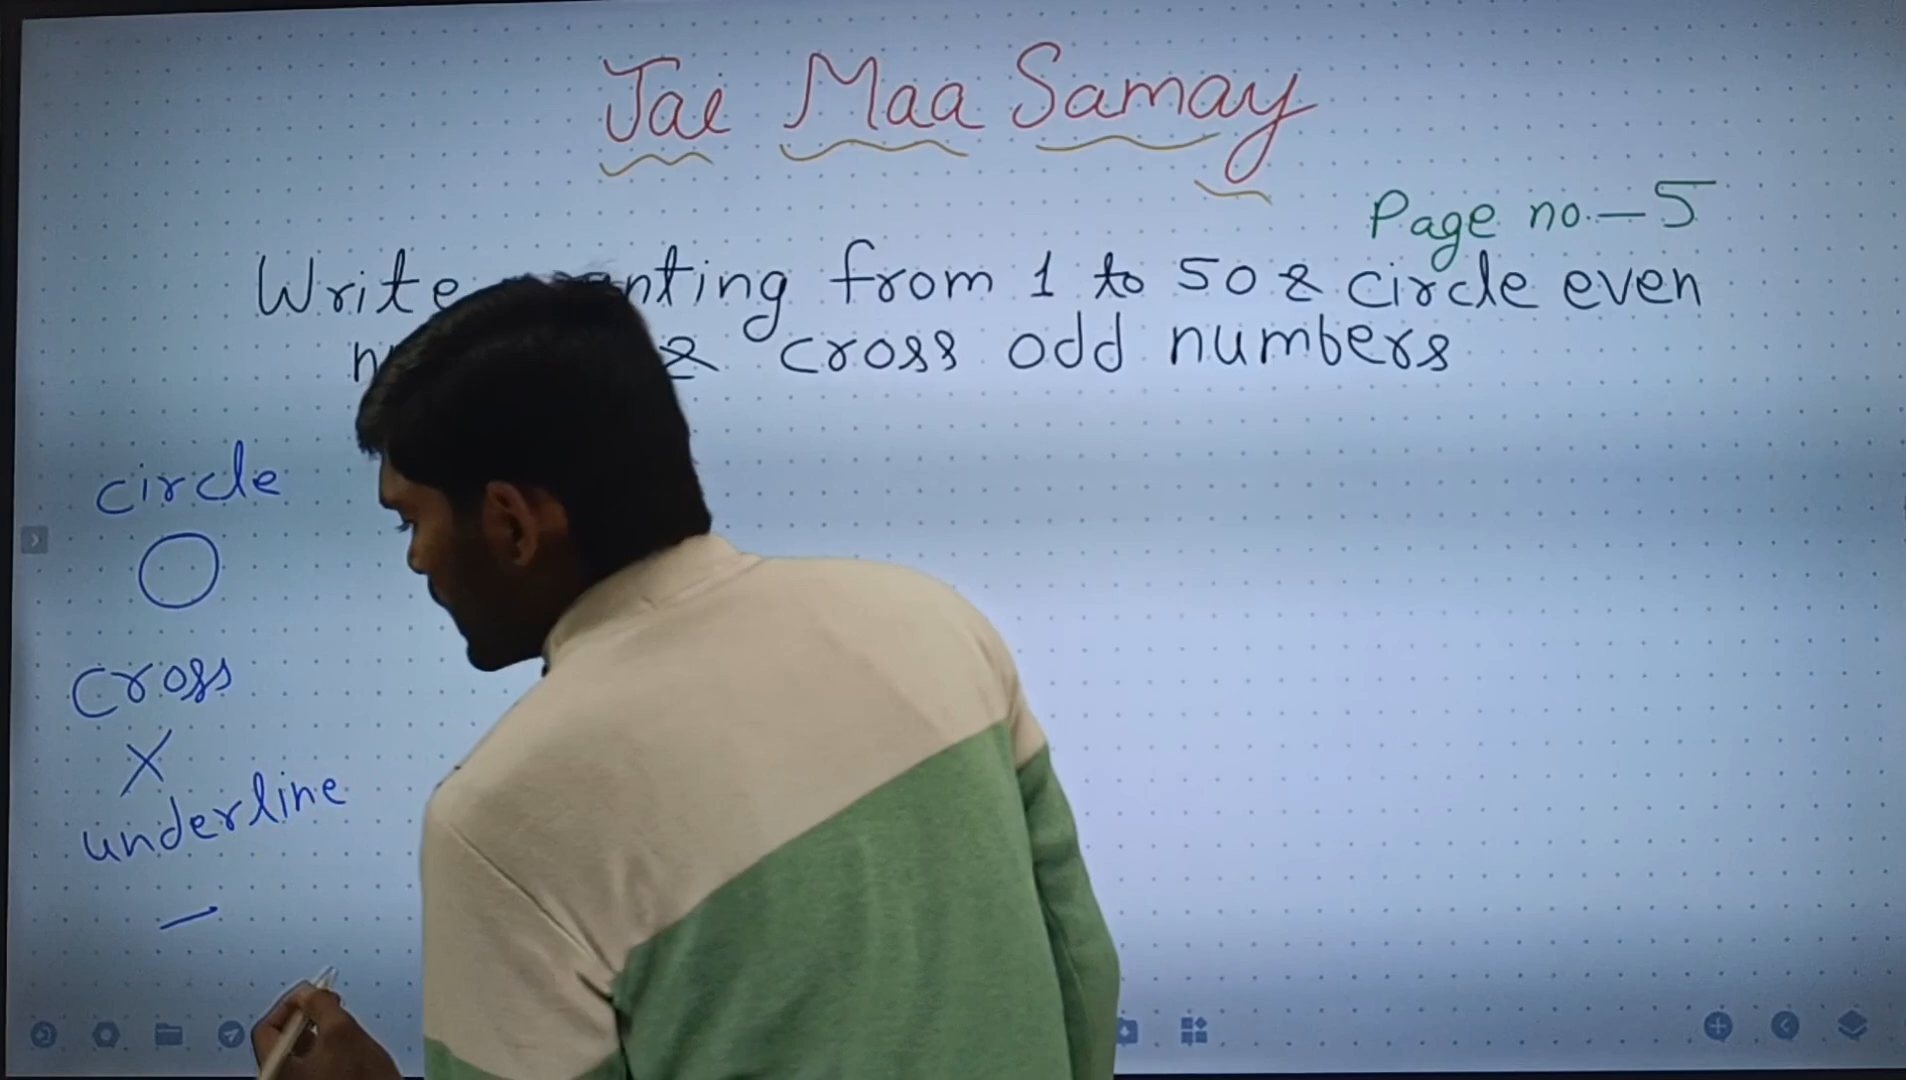 Jai Maa Samay
Page no.-5
Write from 1 to 50 & circle even
& cross odd numbers
circle
cross
X
underline